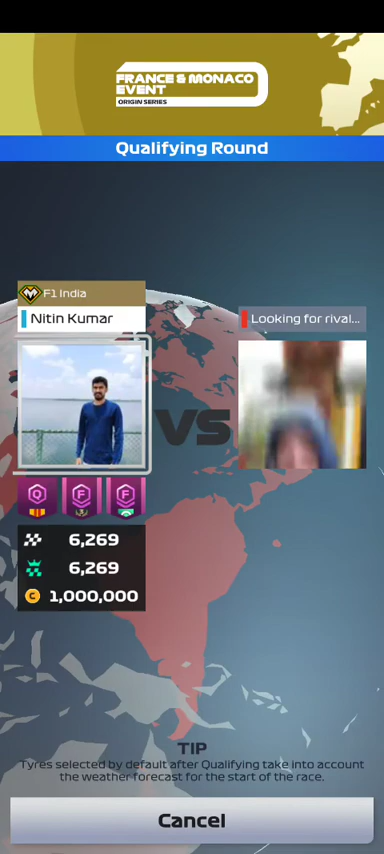 FRANCE & MONACO
EVENT
ORIGIN SERIES
Qualifying Round
F1 India
Nitin Kumar
Looking for rival...
VS
Q
F
F
6,269
6,269
C 1,000,000
TIP
Tyres selected by default after Qualifying take into account
the weather forecast for the start of the race.
Cancel